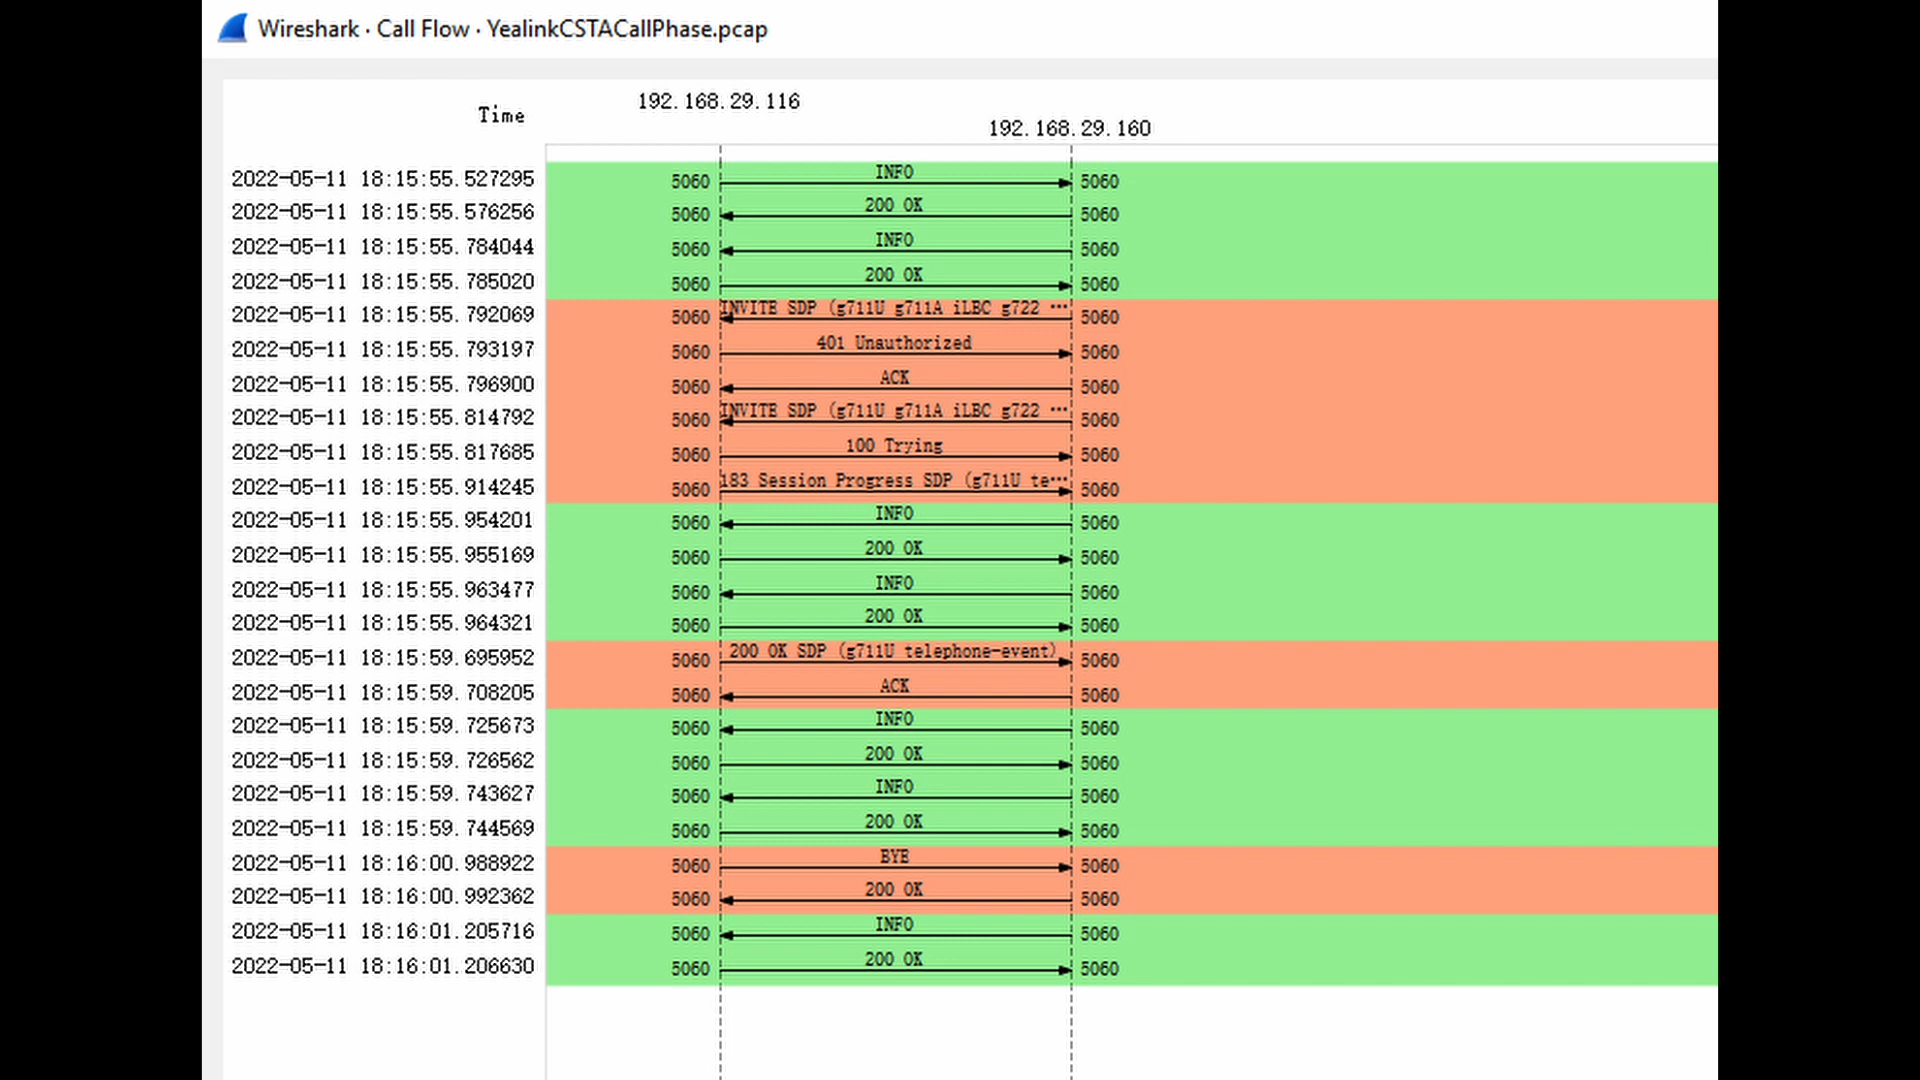 Wireshark · Call Flow · YealinkCSTACallPhase.pcap
Time 192.168.29.116
192.168.29.160
2022-05-11 18:15:55.527295 5060 INFO 5060
2022-05-11 18:15:55.576256 5060 200 OK 5060
2022-05-11 18:15:55.784044 5060 INFO 5060
2022-05-11 18:15:55.785020 5060 200 OK 5060
2022-05-11 18:15:55.792069 5060 INVITE SDP (g711U g711A iLBC g722 ··· 5060
2022-05-11 18:15:55.793197 5060 401 Unauthorized 5060
2022-05-11 18:15:55.796900 5060 ACK 5060
2022-05-11 18:15:55.814792 5060 INVITE SDP (g711U g711A iLBC g722 ··· 5060
2022-05-11 18:15:55.817685 5060 100 Trying 5060
2022-05-11 18:15:55.914245 5060 183 Session Progress SDP (g711U te··· 5060
2022-05-11 18:15:55.954201 5060 INFO 5060
2022-05-11 18:15:55.955169 5060 200 OK 5060
2022-05-11 18:15:55.963477 5060 INFO 5060
2022-05-11 18:15:55.964321 5060 200 OK 5060
2022-05-11 18:15:59.695952 5060 200 OK SDP (g711U telephone-event) 5060
2022-05-11 18:15:59.708205 5060 ACK 5060
2022-05-11 18:15:59.725673 5060 INFO 5060
2022-05-11 18:15:59.726562 5060 200 OK 5060
2022-05-11 18:15:59.743627 5060 INFO 5060
2022-05-11 18:15:59.744569 5060 200 OK 5060
2022-05-11 18:16:00.988922 5060 BYE 5060
2022-05-11 18:16:00.992362 5060 200 OK 5060
2022-05-11 18:16:01.205716 5060 INFO 5060
2022-05-11 18:16:01.206630 5060 200 OK 5060